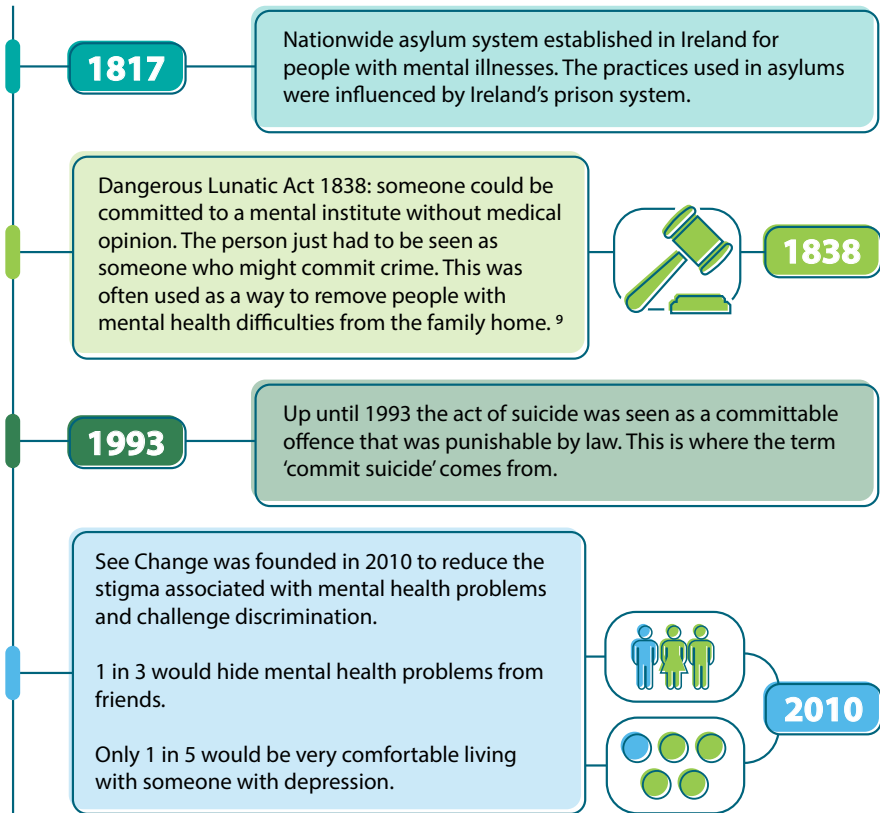 1817
Nationwide asylum system established in Ireland for
people with mental illnesses. The practices used in asylums
were influenced by Ireland’s prison system.
Dangerous Lunatic Act 1838: someone could be
committed to a mental institute without medical
opinion. The person just had to be seen as
someone who might commit crime. This was
often used as a way to remove people with
mental health difficulties from the family home. ⁹
1838
1993
Up until 1993 the act of suicide was seen as a committable
offence that was punishable by law. This is where the term
‘commit suicide’ comes from.
See Change was founded in 2010 to reduce the
stigma associated with mental health problems
and challenge discrimination.
1 in 3 would hide mental health problems from
friends.
Only 1 in 5 would be very comfortable living
with someone with depression.
2010